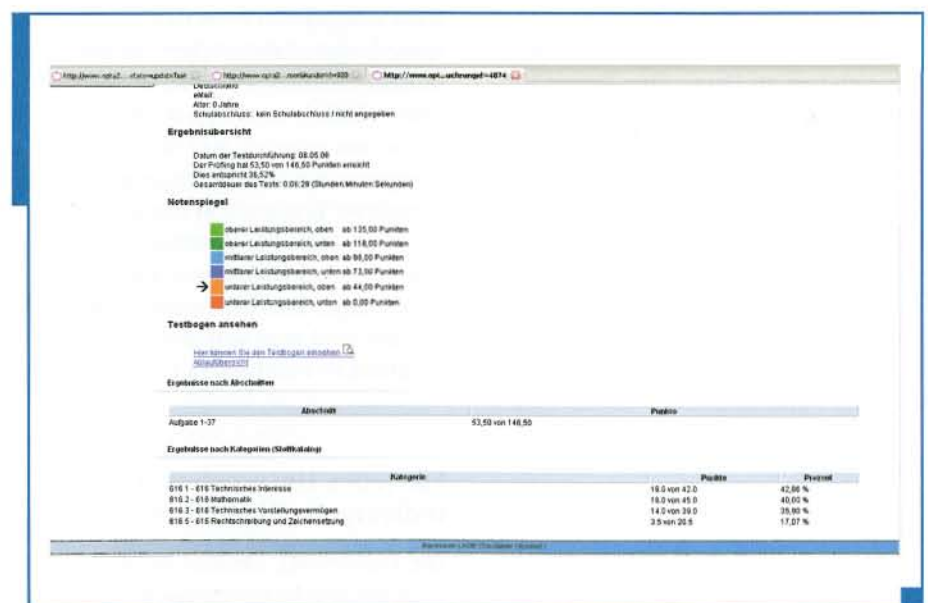 Alter: 0 Jahre
Schulabschluss: kein Schulabschluss / nicht angegeben
Ergebnisübersicht
Datum der Testdurchführung: 08.05.06
Der Prüfling hat 53,50 von 146,50 Punkten erreicht
Dies entspricht 36,52%
Gesamtdauer des Tests: 0:06:28 (Stunden:Minuten:Sekunden)
Notenspiegel
oberer Leistungsbereich, oben ab 135,00 Punkten
oberer Leistungsbereich, unten ab 118,00 Punkten
mittlerer Leistungsbereich, oben ab 96,00 Punkten
mittlerer Leistungsbereich, unten ab 73,00 Punkten
unterer Leistungsbereich, oben ab 44,00 Punkten
unterer Leistungsbereich, unten ab 0,00 Punkten
Testbogen ansehen
Hier können Sie den Testbogen einsehen
Ablaufübersicht
Ergebnisse nach Abschnitten
Abschnitt Punkte
Aufgabe 1-37 53,50 von 146,50
Ergebnisse nach Kategorien (Stoffkatalog)
Kategorie Punkte Prozent
616 1 - 616 Technisches Interesse 18.0 von 42.0 42,86 %
616 2 - 616 Mathematik 18.0 von 45.0 40,00 %
616 3 - 616 Technisches Vorstellungsvermögen 14.0 von 39.0 35,90 %
616 5 - 616 Rechtschreibung und Zeichensetzung 3.5 von 20.5 17,07 %